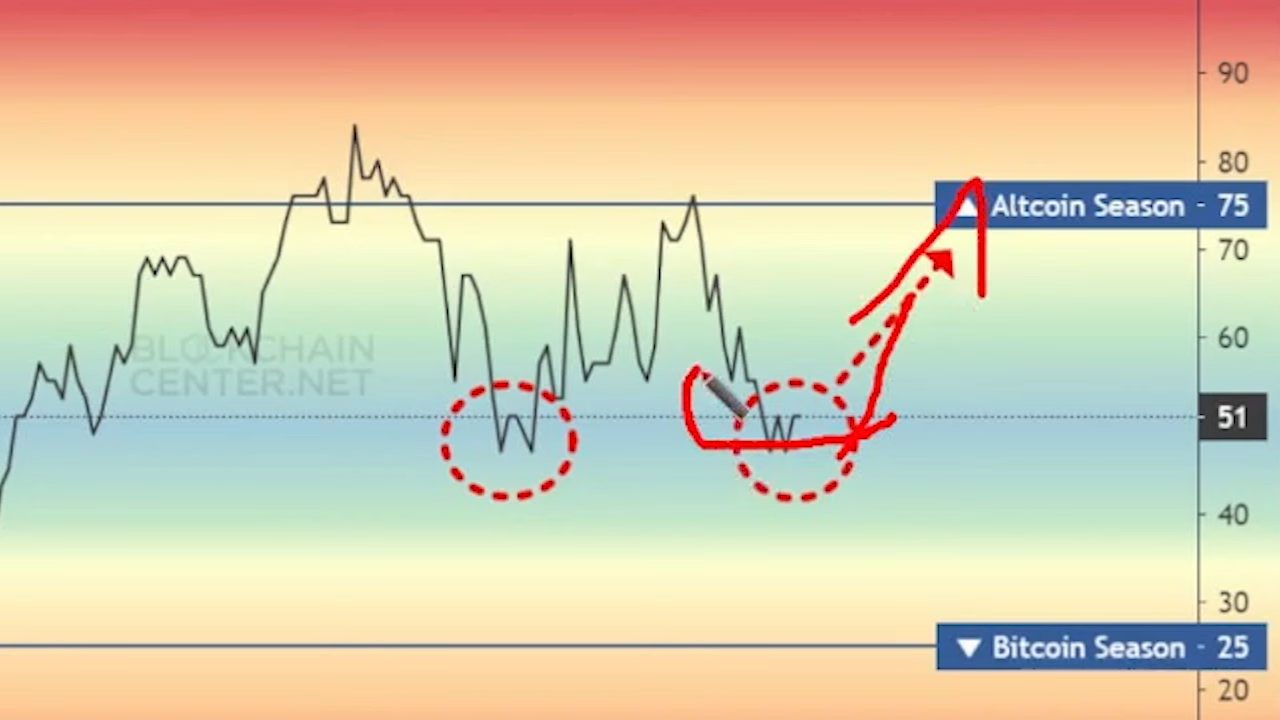 90
80
▲ Altcoin Season - 75
70
BLOCKCHAIN
CENTER.NET
60
51
40
30
▼ Bitcoin Season - 25
20